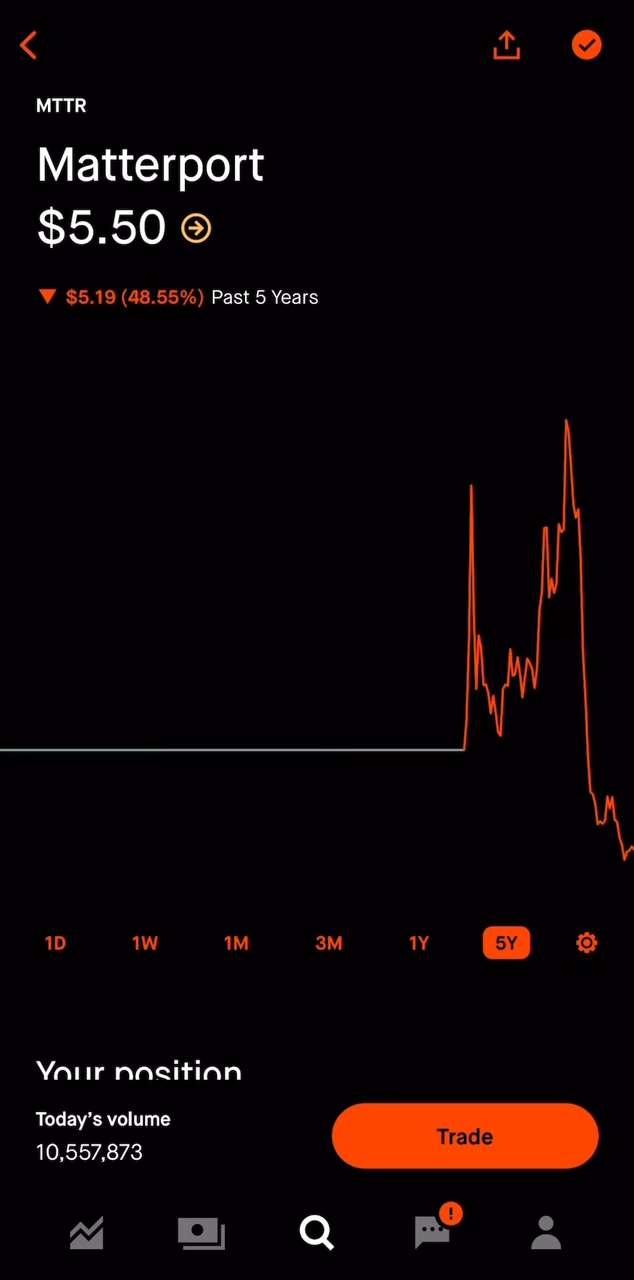 MTTR
Matterport
$5.50
$5.19 (48.55%) Past 5 Years
1D 1W 1M 3M 1Y 5Y
Your position
Today's volume
10,557,873
Trade
!